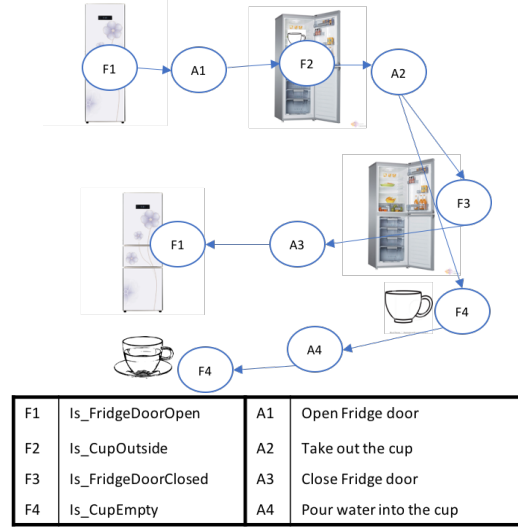 F1
A1
F2
A2
F3
F1
A3
F4
A4
F4
F1 Is_FridgeDoorOpen A1 Open Fridge door
F2 Is_CupOutside A2 Take out the cup
F3 Is_FridgeDoorClosed A3 Close Fridge door
F4 Is_CupEmpty A4 Pour water into the cup